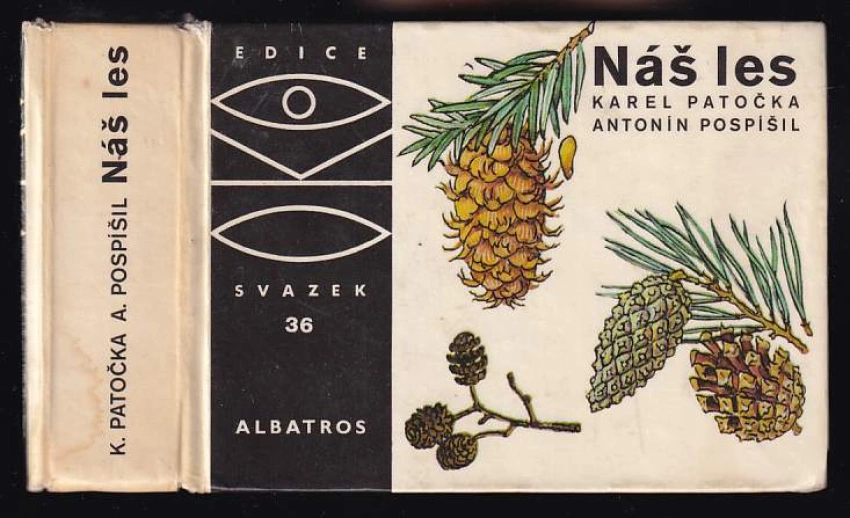 K. PATOČKA A. POSPÍŠIL Náš les
EDICE
SVAZEK
36
ALBATROS
Náš les
KAREL PATOČKA
ANTONÍN POSPÍŠIL